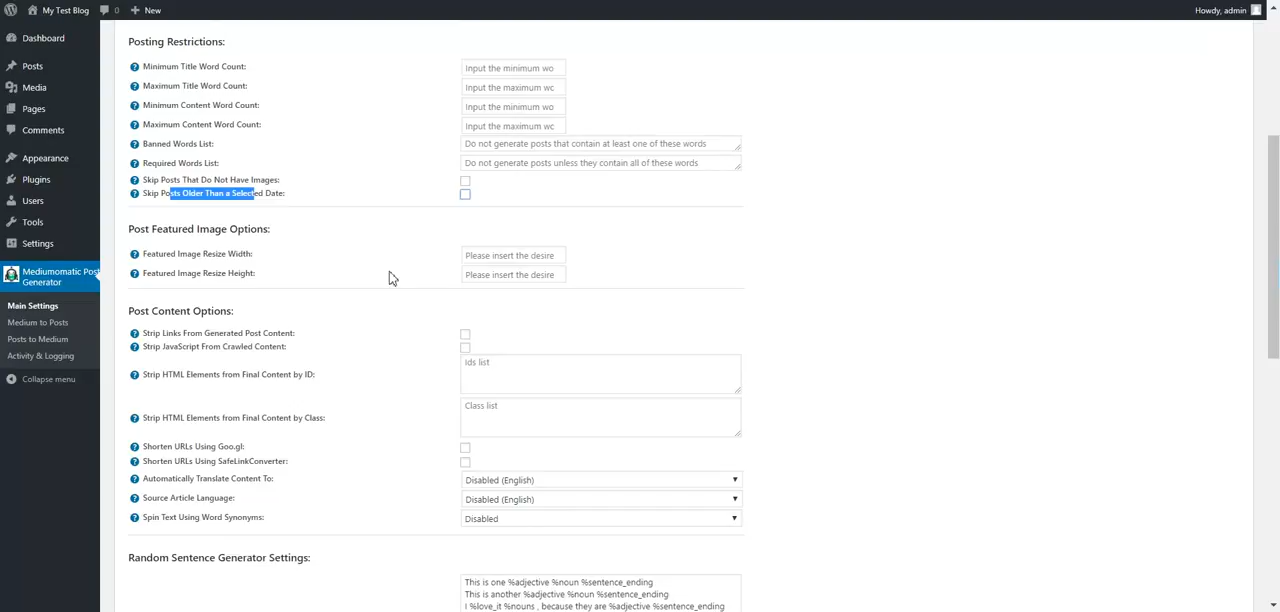 My Test Blog
0
New
Howdy, admin
Dashboard
Posts
Media
Pages
Comments
Appearance
Plugins
Users
Tools
Settings
Mediumomatic Post
Generator
Main Settings
Medium to Posts
Posts to Medium
Activity & Logging
Collapse menu
Posting Restrictions:
Minimum Title Word Count:
Input the minimum wo
Maximum Title Word Count:
Input the maximum wc
Minimum Content Word Count:
Input the minimum wo
Maximum Content Word Count:
Input the maximum wc
Banned Words List:
Do not generate posts that contain at least one of these words
Required Words List:
Do not generate posts unless they contain all of these words
Skip Posts That Do Not Have Images:
Skip Posts Older Than a Selected Date:
Post Featured Image Options:
Featured Image Resize Width:
Please insert the desire
Featured Image Resize Height:
Please insert the desire
Post Content Options:
Strip Links From Generated Post Content:
Strip JavaScript From Crawled Content:
Strip HTML Elements from Final Content by ID:
Ids list
Strip HTML Elements from Final Content by Class:
Class list
Shorten URLs Using Goo.gl:
Shorten URLs Using SafeLinkConverter:
Automatically Translate Content To:
Disabled (English)
Source Article Language:
Disabled (English)
Spin Text Using Word Synonyms:
Disabled
Random Sentence Generator Settings:
This is one %adjective %noun %sentence_ending
This is another %adjective %noun %sentence_ending
I %love_it %nouns , because they are %adjective %sentence_ending